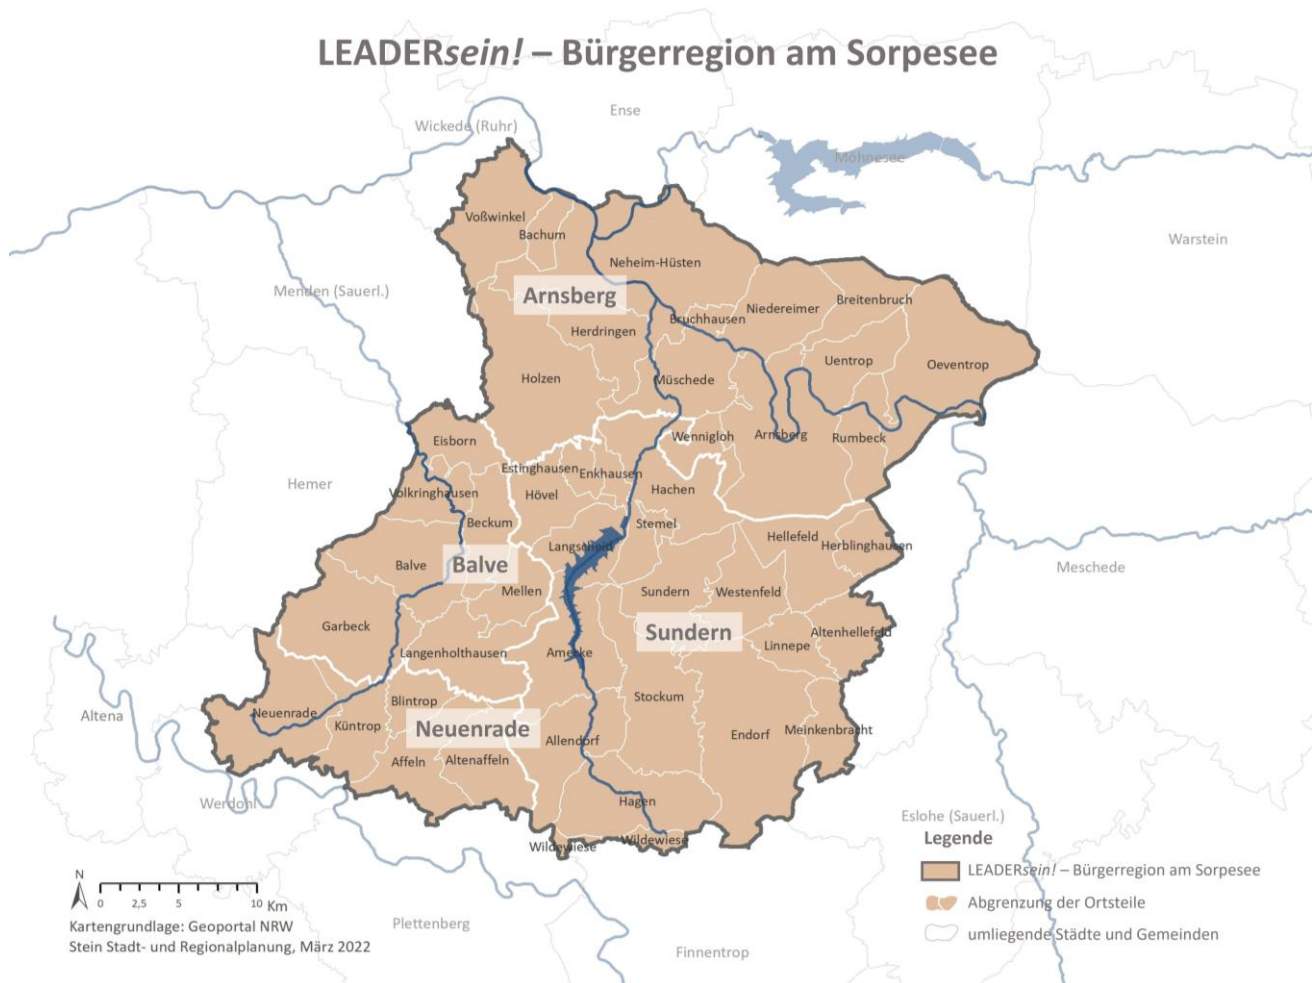 LEADERsein! – Bürgerregion am Sorpesee
Ense
Wickede (Ruhr)
Möhnesee
Voßwinkel
Bachum
Warstein
Neheim-Hüsten
Menden (Sauerl.)
Arnsberg
Breitenbruch
Niedereimer
Bruchhausen
Herdringen
Uentrop
Oeventrop
Holzen
Müschede
Wennigloh
Arnsberg
Rumbeck
Eisborn
Estinghausen
Enkhausen
Hemer
Volkringhausen
Hövel
Hachen
Beckum
Stemel
Hellefeld
Herblinghausen
Langscheid
Balve
Balve
Meschede
Mellen
Sundern
Westenfeld
Garbeck
Sundern
Altenhellefeld
Linnepe
Langenholthausen
Amecke
Stockum
Blintrop
Altena
Neuenrade
Küntrop
Neuenrade
Endorf
Meinkenbracht
Allendorf
Affeln
Altenaffeln
Werdohl
Hagen
Eslohe (Sauerl.)
Wildewiese
Wildewiese
Legende
LEADERsein! – Bürgerregion am Sorpesee
Abgrenzung der Ortsteile
umliegende Städte und Gemeinden
N
0 2,5 5 10 Km
Kartengrundlage: Geoportal NRW
Stein Stadt- und Regionalplanung, März 2022
Plettenberg
Finnentrop